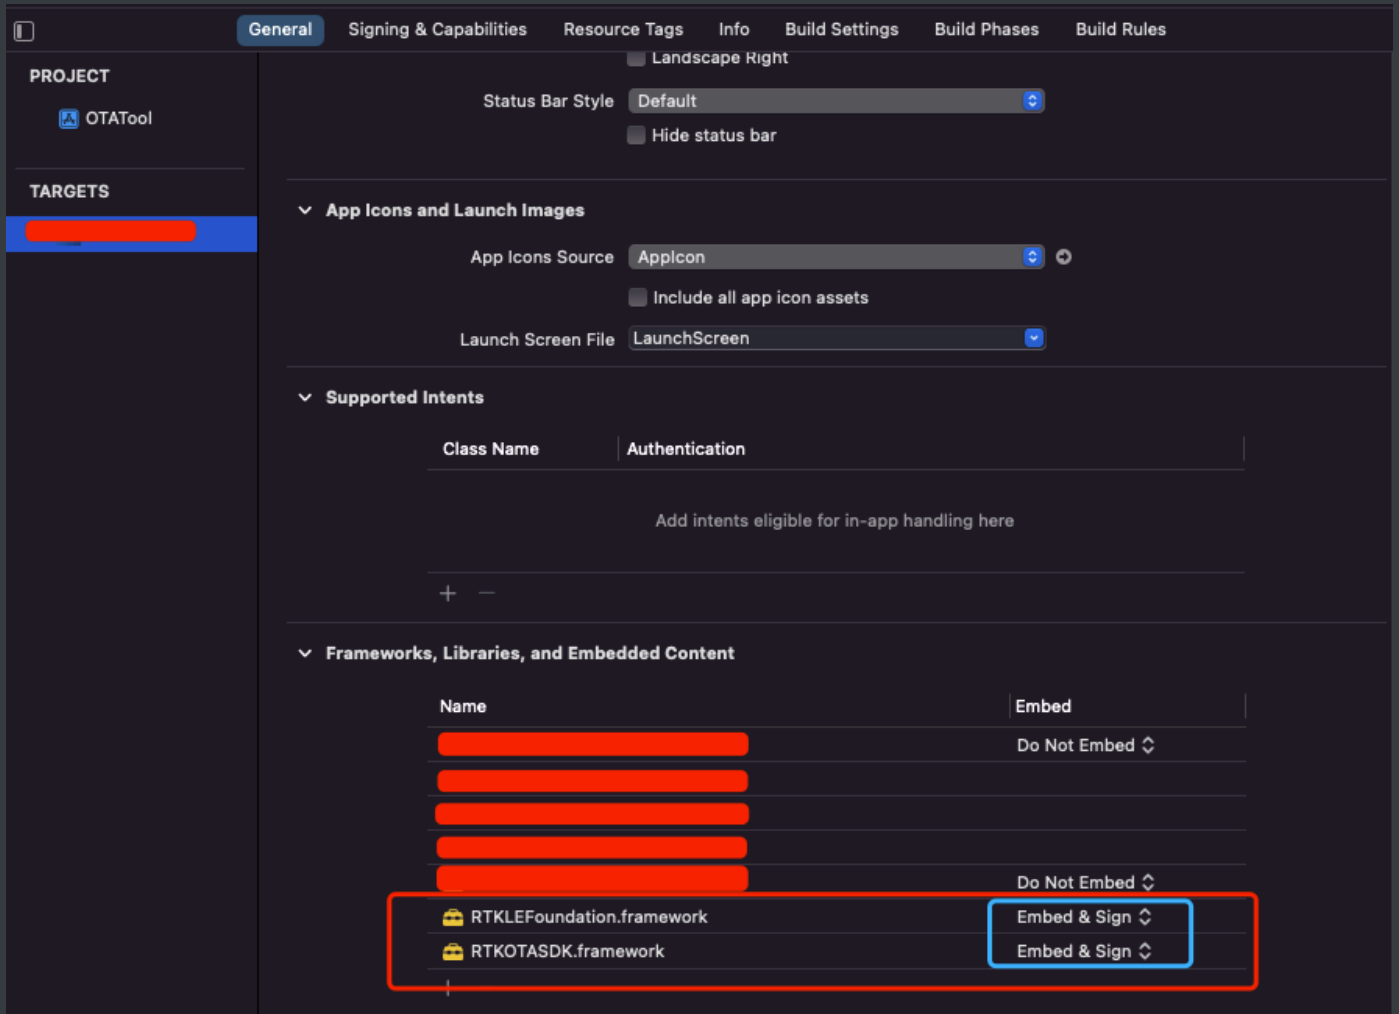 General Signing & Capabilities Resource Tags Info Build Settings Build Phases Build Rules
PROJECT
OTATool
TARGETS
Landscape Right
Status Bar Style Default
Hide status bar
App Icons and Launch Images
App Icons Source AppIcon
Include all app icon assets
Launch Screen File LaunchScreen
Supported Intents
Class Name Authentication
Add intents eligible for in-app handling here
Frameworks, Libraries, and Embedded Content
Name Embed
Do Not Embed
Do Not Embed
RTKLEFoundation.framework Embed & Sign
RTKOTASDK.framework Embed & Sign